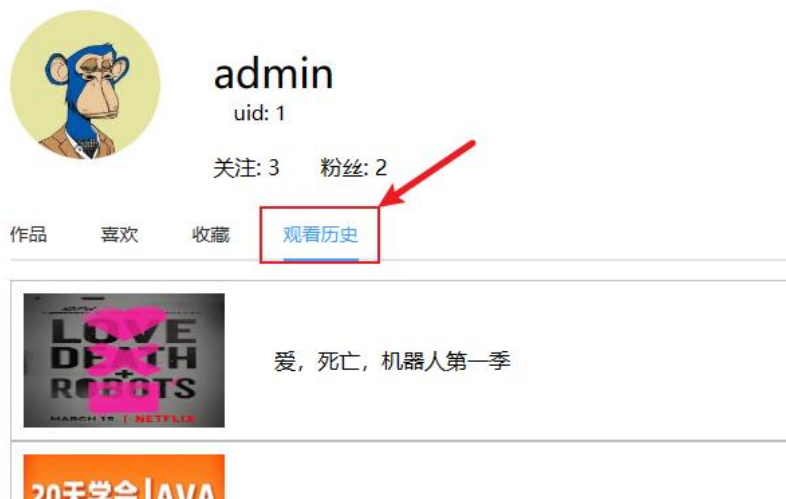 admin
uid: 1
关注: 3 粉丝: 2
作品 喜欢 收藏 观看历史
LOVE
DEATH
+
ROBOTS
MARCH 15. | NETFLIX
爱，死亡，机器人第一季
20天学会JAVA